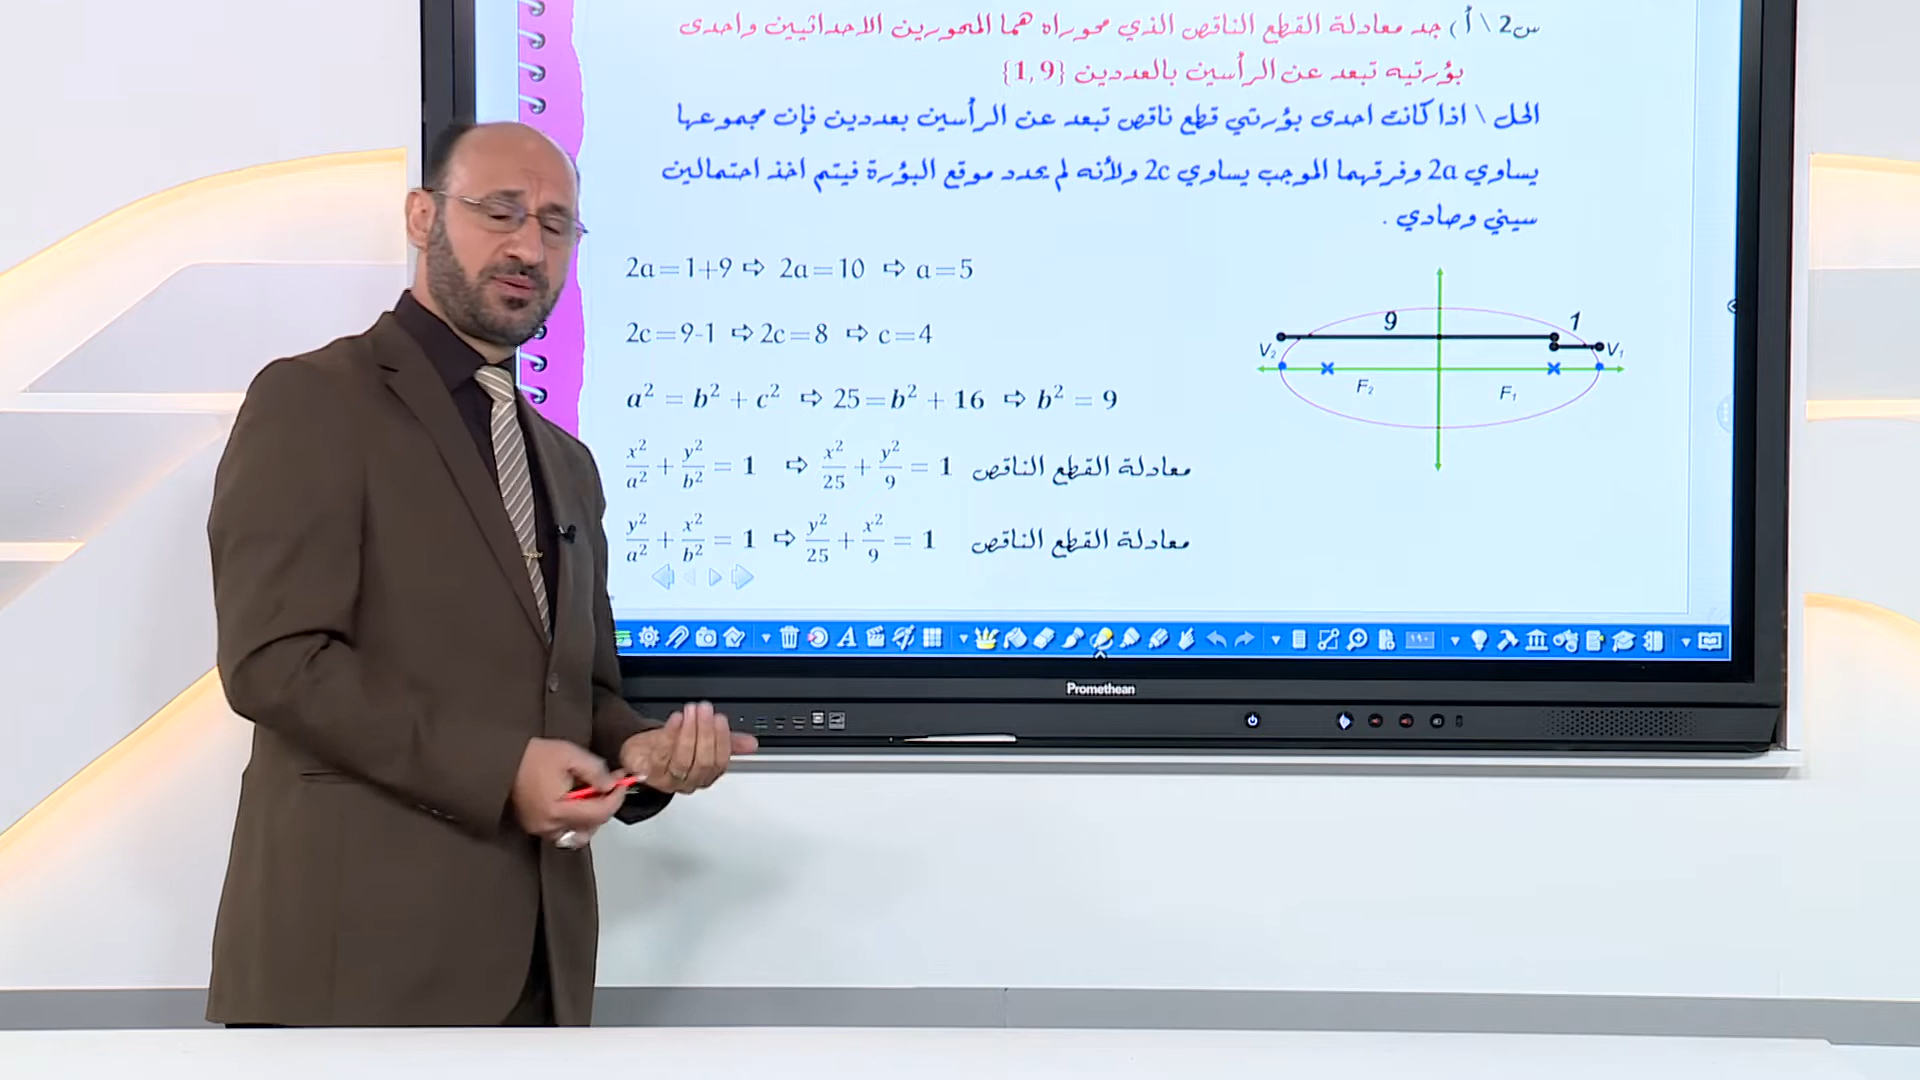 س2 \ أ ) جد معادلة القطع الناقص الذي محوراه هما المحورين الاحداثيين واحدى
بؤرتيه تبعد عن الرأسين بالعددين {1, 9}
الحل \ اذا كانت احدى بؤرتي قطع ناقص تبعد عن الرأسين بعددين فإن مجموعها
يساوي 2a وفرقهما الموجب يساوي 2c ولأنه لم يحدد موقع البؤرة فيتم اخذ احتمالين
سيني وصادي .
2a=1+9 ⇨ 2a=10 ⇨ a=5
2c=9-1 ⇨ 2c=8 ⇨ c=4
a² = b² + c² ⇨ 25=b² + 16 ⇨ b² = 9
x²/a² + y²/b² = 1 ⇨ x²/25 + y²/9 = 1 معادلة القطع الناقص
y²/a² + x²/b² = 1 ⇨ y²/25 + x²/9 = 1 معادلة القطع الناقص
9 1
V₂ V₁
F₂ F₁
١٩٠
Promethean